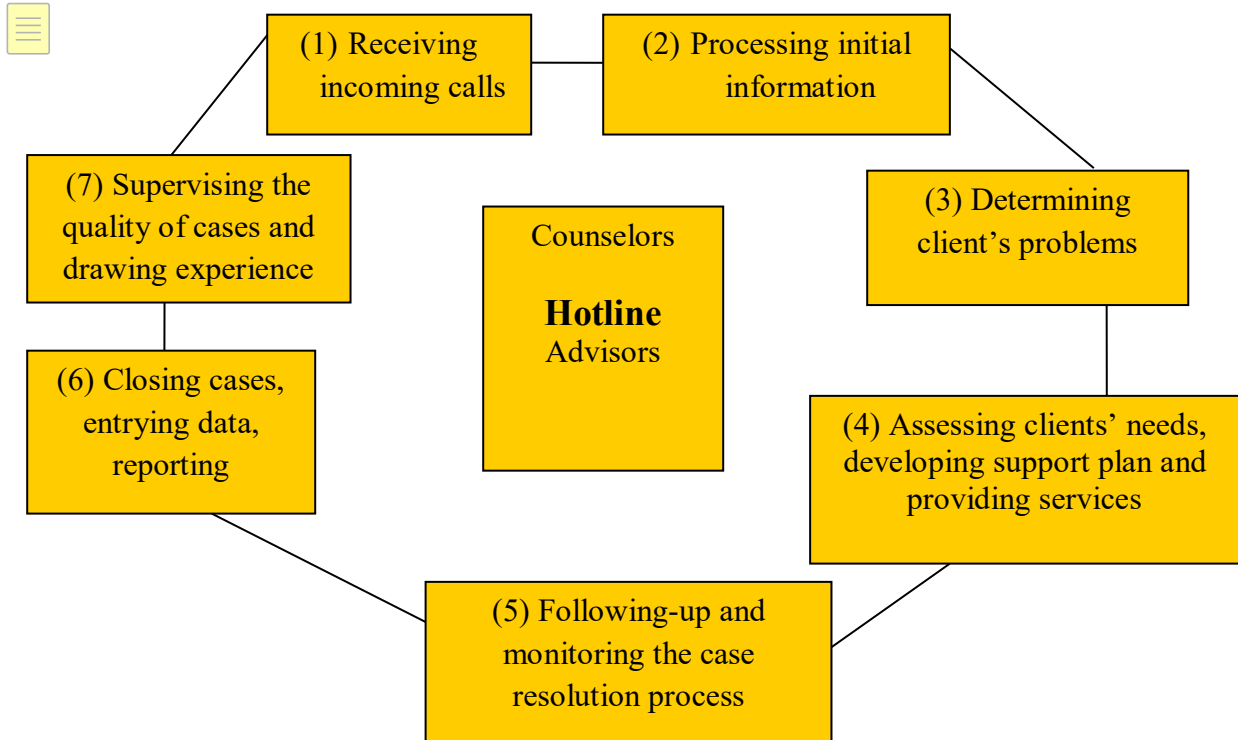 (1) Receiving
incoming calls
(2) Processing initial
information
(3) Determining
client’s problems
(4) Assessing clients’ needs,
developing support plan and
providing services
(5) Following-up and
monitoring the case
resolution process
(6) Closing cases,
entrying data,
reporting
(7) Supervising the
quality of cases and
drawing experience
Counselors
Hotline
Advisors